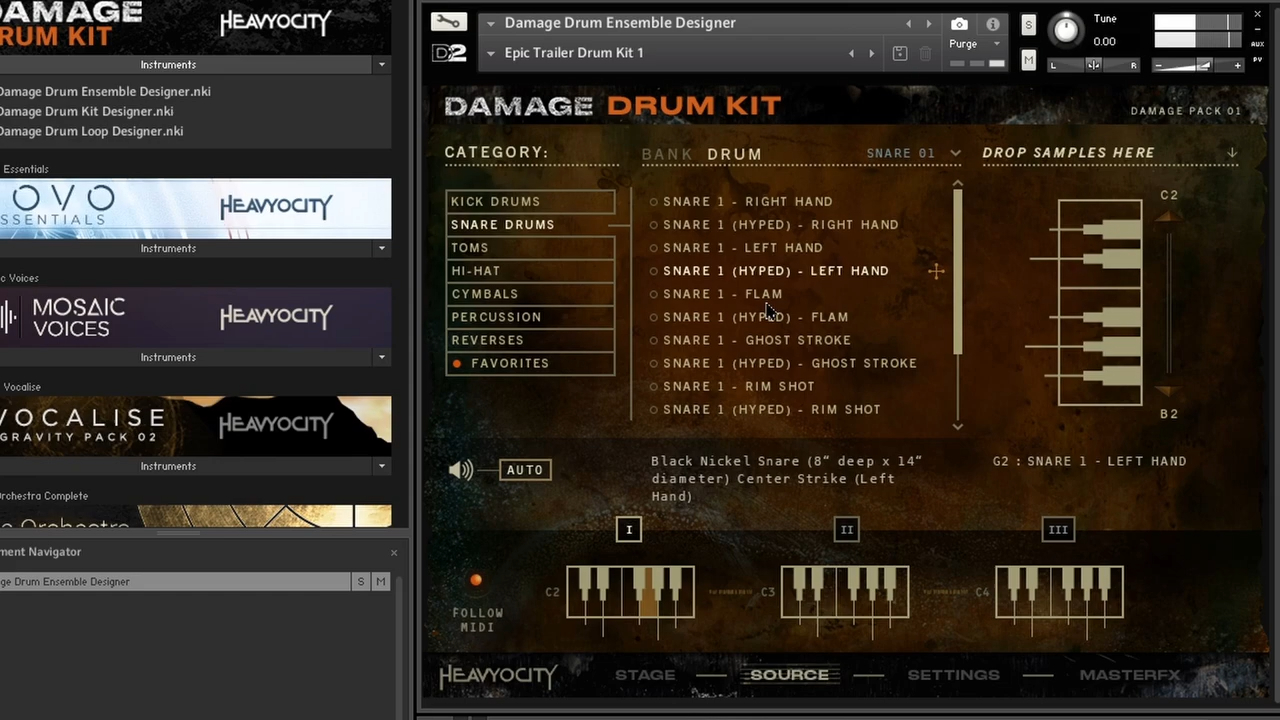 DAMAGE
RUM KIT
HEAVYOCITY
Instruments
Damage Drum Ensemble Designer.nki
Damage Drum Kit Designer.nki
Damage Drum Loop Designer.nki
Essentials
OVO
SSENTIALS
HEAVYOCITY
Instruments
c Voices
MOSAIC
VOICES
HEAVYOCITY
Instruments
Vocalise
VOCALISE
GRAVITY PACK 02
HEAVYOCITY
Instruments
Orchestra Complete
e Orchestra
ment Navigator
ge Drum Ensemble Designer
S
M
Damage Drum Ensemble Designer
D2
Epic Trailer Drum Kit 1
Purge
S
M
Tune
0.00
L
R
AUX
PV
DAMAGE DRUM KIT
DAMAGE PACK 01
CATEGORY:
BANK DRUM
SNARE 01
DROP SAMPLES HERE
KICK DRUMS
SNARE DRUMS
TOMS
HI-HAT
CYMBALS
PERCUSSION
REVERSES
FAVORITES
SNARE 1 - RIGHT HAND
SNARE 1 (HYPED) - RIGHT HAND
SNARE 1 - LEFT HAND
SNARE 1 (HYPED) - LEFT HAND
SNARE 1 - FLAM
SNARE 1 (HYPED) - FLAM
SNARE 1 - GHOST STROKE
SNARE 1 (HYPED) - GHOST STROKE
SNARE 1 - RIM SHOT
SNARE 1 (HYPED) - RIM SHOT
C2
B2
AUTO
Black Nickel Snare (8“ deep x 14“
diameter) Center Strike (Left
Hand)
G2 : SNARE 1 - LEFT HAND
I
II
III
FOLLOW
MIDI
C2
C3
C4
HEAVYOCITY
STAGE
SOURCE
SETTINGS
MASTERFX